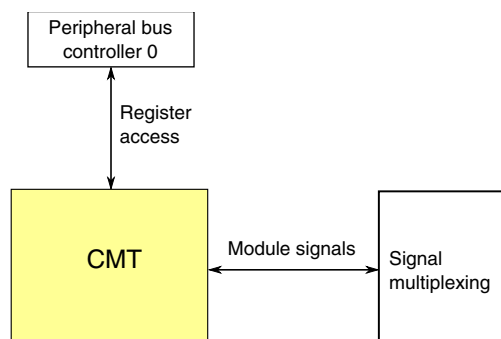 Peripheral bus
controller 0
Register
access
CMT
Module signals
Signal
multiplexing